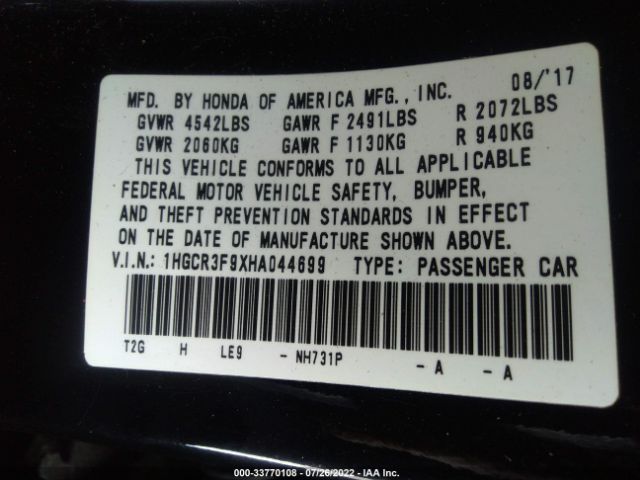 MFD. BY HONDA OF AMERICA MFG., INC. 08/'17
GVWR 4542LBS GAWR F 2491LBS R 2072LBS
GVWR 2060KG GAWR F 1130KG R 940KG
THIS VEHICLE CONFORMS TO ALL APPLICABLE
FEDERAL MOTOR VEHICLE SAFETY, BUMPER,
AND THEFT PREVENTION STANDARDS IN EFFECT
ON THE DATE OF MANUFACTURE SHOWN ABOVE.
V.I.N.: 1HGCR3F9XHA044699 TYPE: PASSENGER CAR
T2G H LE9 - NH731P - A - A
000-33770108 - 07/26/2022 - IAA Inc.